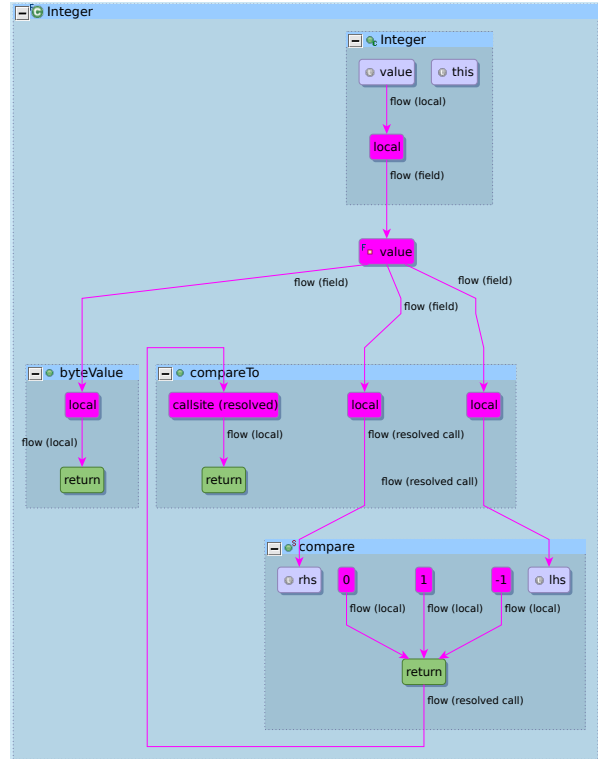 Integer
Integer
value this
flow (local)
local
flow (field)
F value
flow (field)
flow (field)
flow (field)
byteValue
compareTo
local
callsite (resolved)
local
local
flow (local)
flow (local)
flow (resolved call)
return
return
flow (resolved call)
S compare
rhs 0 1 -1 lhs
flow (local) flow (local) flow (local)
return
flow (resolved call)